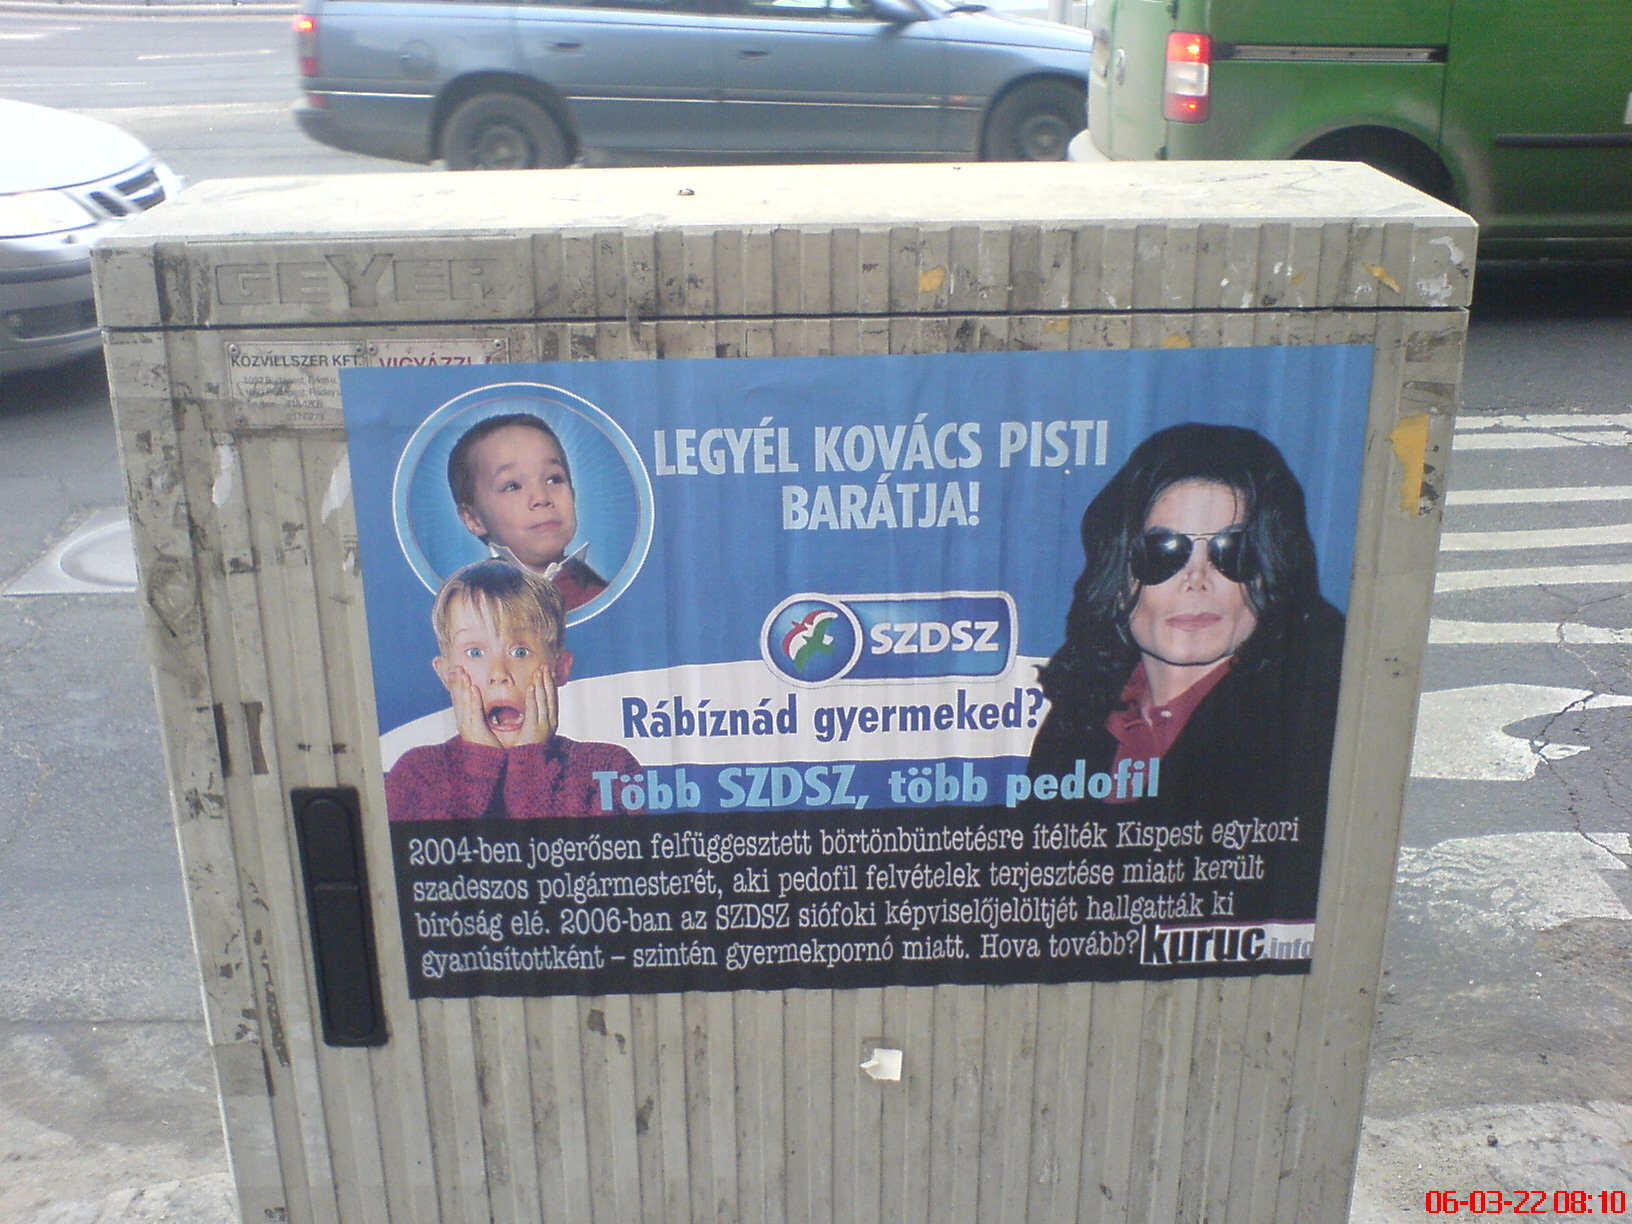 GEYER
KÖZVILLSZER KFT.
VIGYÁZZ!
LEGYÉL KOVÁCS PISTI
BARÁTJA!
SZDSZ
Rábíznád gyermeked?
Több SZDSZ, több pedofil
2004-ben jogerősen felfüggesztett börtönbüntetésre ítélték Kispest egykori
szadeszos polgármesterét, aki pedofil felvételek terjesztése miatt került
bíróság elé. 2006-ban az SZDSZ siófoki képviselőjelöltjét hallgatták ki
gyanúsítottként – szintén gyermekpornó miatt. Hova tovább?
kuruc.info
06-03-22 08:10